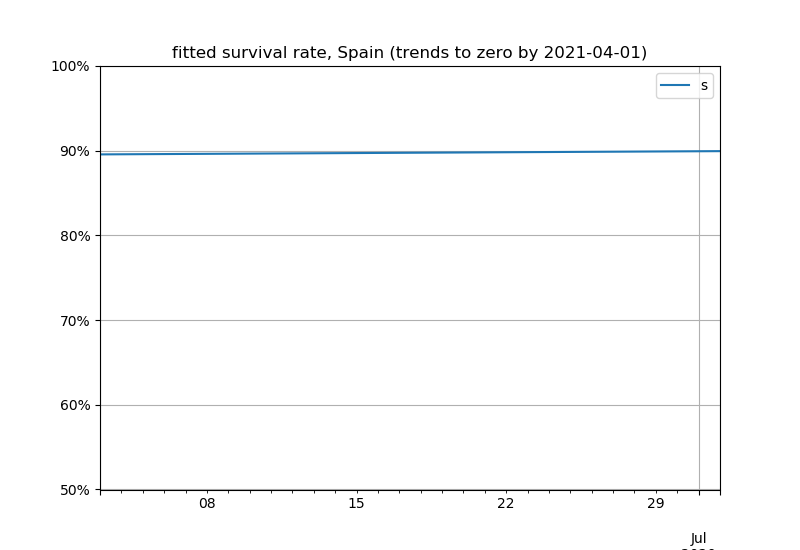 fitted survival rate, Spain (trends to zero by 2021-04-01)
100%
s
90%
80%
70%
60%
50%
08 15 22 29
Jul